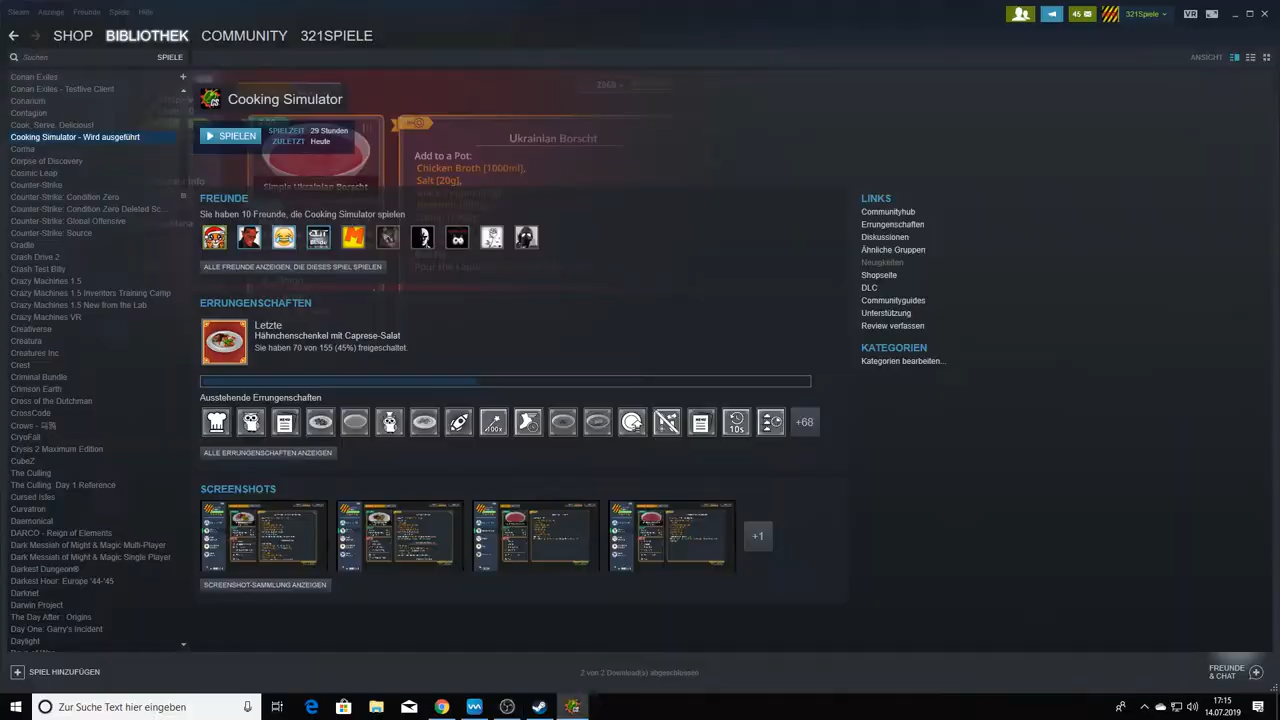 Steam Anzeige Freunde Spiele Hilfe
45
321Spiele
VR
SHOP BIBLIOTHEK COMMUNITY 321SPIELE
Suchen SPIELE
ANSICHT
Conan Exiles
Conan Exiles - Testlive Client
Conarium
Contagion
Cook, Serve, Delicious!
Cooking Simulator - Wird ausgeführt
Corpse of Discovery
Cosmic Leap
Counter-Strike
Counter-Strike: Condition Zero
Counter-Strike: Condition Zero Deleted Sc...
Counter-Strike: Global Offensive
Counter-Strike: Source
Cradle
Crash Drive 2
Crash Test Billy
Crazy Machines 1.5
Crazy Machines 1.5 Inventors Training Camp
Crazy Machines 1.5 New from the Lab
Crazy Machines VR
Creativerse
Creatura
Creatures Inc
Crest
Criminal Bundle
Crimson Earth
Cross of the Dutchman
CrossCode
CryoFall
Crysis 2 Maximum Edition
CubeZ
The Culling
The Culling: Day 1 Reference
Cursed Isles
Curvatron
Daemonical
DARCO - Reign of Elements
Dark Messiah of Might & Magic Multi-Player
Dark Messiah of Might & Magic Single Player
Darkest Dungeon®
Darkest Hour: Europe '44-'45
Darknet
Darwin Project
The Day After : Origins
Day One: Garry's Incident
Daylight
SPIEL HINZUFÜGEN
Cooking Simulator
SPIELEN
SPIELZEIT 29 Stunden
ZULETZT Heute
Simple Ukrainian Borscht
Ukrainian Borscht
Add to a Pot:
Chicken Broth [1000ml],
Salt [20g],
FREUNDE
Sie haben 10 Freunde, die Cooking Simulator spielen
ALLE FREUNDE ANZEIGEN, DIE DIESES SPIEL SPIELEN
ERRUNGENSCHAFTEN
Letzte
Hähnchenschenkel mit Caprese-Salat
Sie haben 70 von 155 (45%) freigeschaltet.
Ausstehende Errungenschaften
+68
ALLE ERRUNGENSCHAFTEN ANZEIGEN
SCREENSHOTS
+1
SCREENSHOT-SAMMLUNG ANZEIGEN
LINKS
Communityhub
Errungenschaften
Diskussionen
Ähnliche Gruppen
Neuigkeiten
Shopseite
DLC
Communityguides
Unterstützung
Review verfassen
KATEGORIEN
Kategorien bearbeiten...
2 von 2 Download(s) abgeschlossen
FREUNDE
& CHAT
Zur Suche Text hier eingeben
17:15
14.07.2019